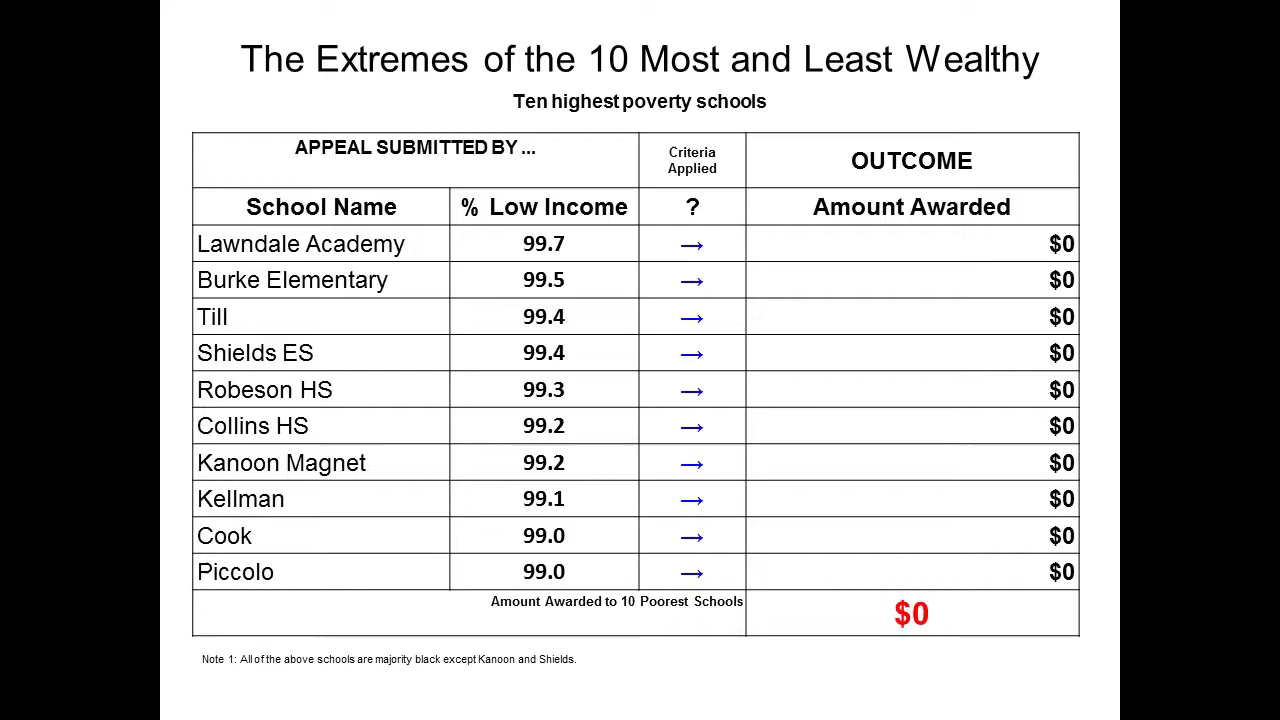 The Extremes of the 10 Most and Least Wealthy
Ten highest poverty schools
APPEAL SUBMITTED BY ... Criteria Applied OUTCOME
School Name % Low Income ? Amount Awarded
Lawndale Academy 99.7 → $0
Burke Elementary 99.5 → $0
Till 99.4 → $0
Shields ES 99.4 → $0
Robeson HS 99.3 → $0
Collins HS 99.2 → $0
Kanoon Magnet 99.2 → $0
Kellman 99.1 → $0
Cook 99.0 → $0
Piccolo 99.0 → $0
Amount Awarded to 10 Poorest Schools $0
Note 1: All of the above schools are majority black except Kanoon and Shields.